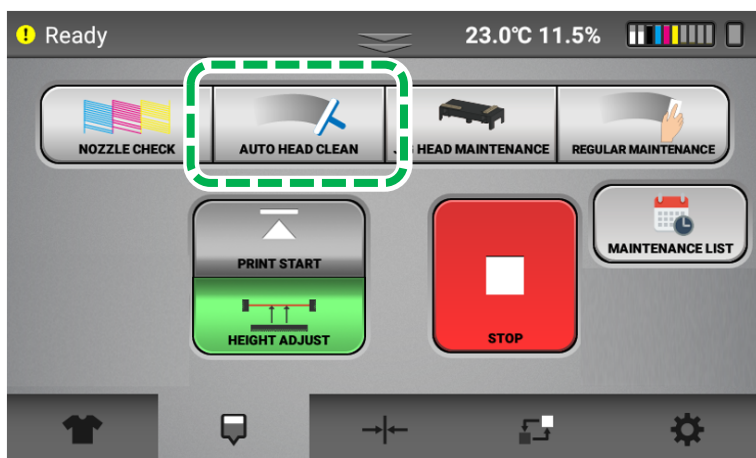 ! Ready
23.0℃ 11.5%
NOZZLE CHECK
AUTO HEAD CLEAN
HEAD MAINTENANCE
REGULAR MAINTENANCE
PRINT START
HEIGHT ADJUST
STOP
MAINTENANCE LIST